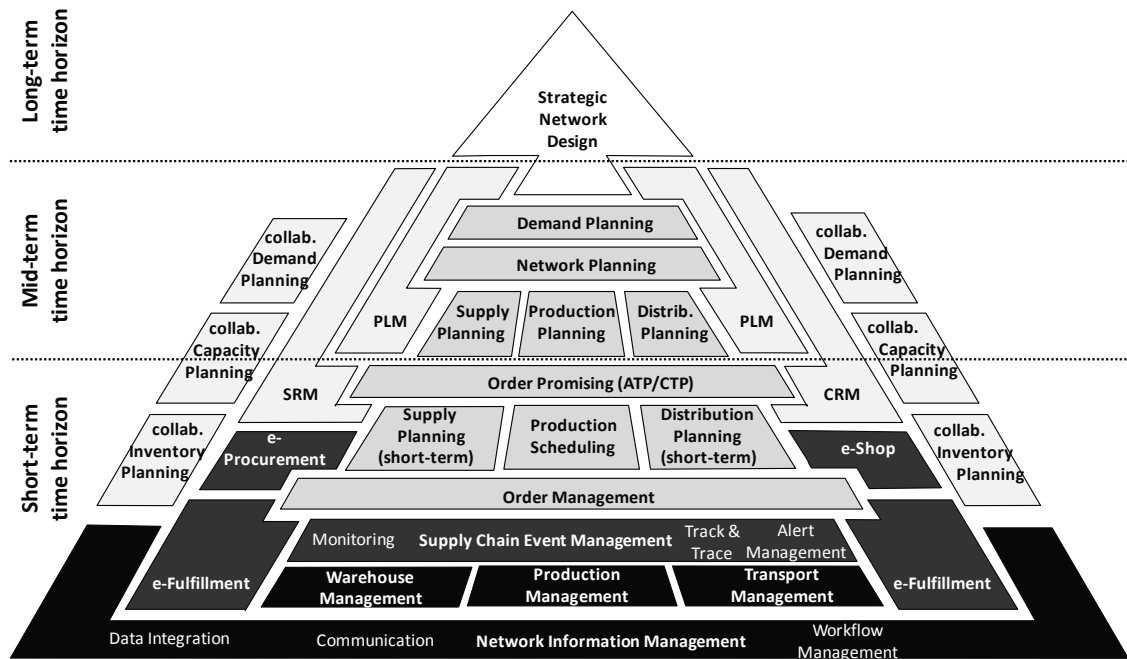 Long-term
time horizon
Strategic
Network
Design
Mid-term
time horizon
Demand Planning
Network Planning
collab.
Demand
Planning
collab.
Demand
Planning
PLM
Supply
Planning
Production
Planning
Distrib.
Planning
PLM
collab.
Capacity
Planning
collab.
Capacity
Planning
Short-term
time horizon
SRM
Order Promising (ATP/CTP)
CRM
collab.
Inventory
Planning
e-
Procurement
Supply
Planning
(short-term)
Production
Scheduling
Distribution
Planning
(short-term)
e-Shop
collab.
Inventory
Planning
Order Management
Monitoring
Supply Chain Event Management
Track &
Trace
Alert
Management
e-Fulfillment
Warehouse
Management
Production
Management
Transport
Management
e-Fulfillment
Data Integration
Communication
Network Information Management
Workflow
Management